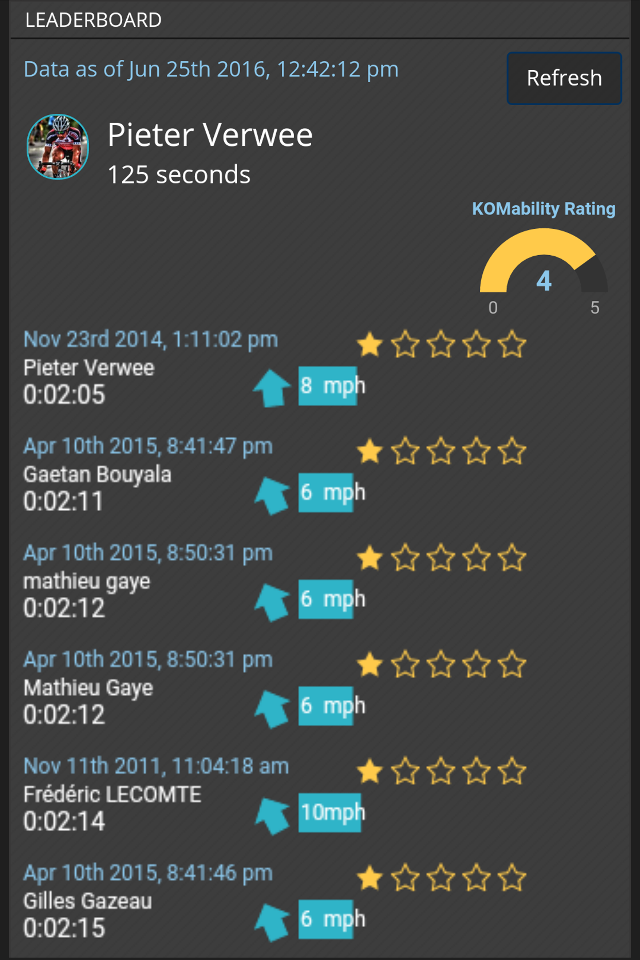 LEADERBOARD
Data as of Jun 25th 2016, 12:42:12 pm
Refresh
Pieter Verwee
125 seconds
KOMability Rating
4
0 5
Nov 23rd 2014, 1:11:02 pm
Pieter Verwee
0:02:05
8 mph
Apr 10th 2015, 8:41:47 pm
Gaetan Bouyala
0:02:11
6 mph
Apr 10th 2015, 8:50:31 pm
mathieu gaye
0:02:12
6 mph
Apr 10th 2015, 8:50:31 pm
Mathieu Gaye
0:02:12
6 mph
Nov 11th 2011, 11:04:18 am
Frédéric LECOMTE
0:02:14
10mph
Apr 10th 2015, 8:41:46 pm
Gilles Gazeau
0:02:15
6 mph